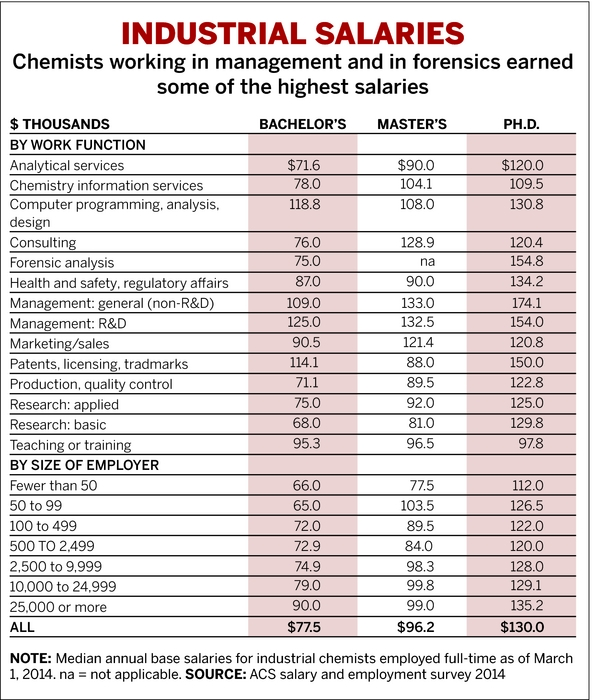 INDUSTRIAL SALARIES
Chemists working in management and in forensics earned
some of the highest salaries
$ THOUSANDS BACHELOR'S MASTER'S PH.D.
BY WORK FUNCTION
Analytical services $71.6 $90.0 $120.0
Chemistry information services 78.0 104.1 109.5
Computer programming, analysis, 118.8 108.0 130.8
design
Consulting 76.0 128.9 120.4
Forensic analysis 75.0 na 154.8
Health and safety, regulatory affairs 87.0 90.0 134.2
Management: general (non-R&D) 109.0 133.0 174.1
Management: R&D 125.0 132.5 154.0
Marketing/sales 90.5 121.4 120.8
Patents, licensing, tradmarks 114.1 88.0 150.0
Production, quality control 71.1 89.5 122.8
Research: applied 75.0 92.0 125.0
Research: basic 68.0 81.0 129.8
Teaching or training 95.3 96.5 97.8
BY SIZE OF EMPLOYER
Fewer than 50 66.0 77.5 112.0
50 to 99 65.0 103.5 126.5
100 to 499 72.0 89.5 122.0
500 TO 2,499 72.9 84.0 120.0
2,500 to 9,999 74.9 98.3 128.0
10,000 to 24,999 79.0 99.8 129.1
25,000 or more 90.0 99.0 135.2
ALL $77.5 $96.2 $130.0
NOTE: Median annual base salaries for industrial chemists employed full-time as of March
1, 2014. na = not applicable. SOURCE: ACS salary and employment survey 2014